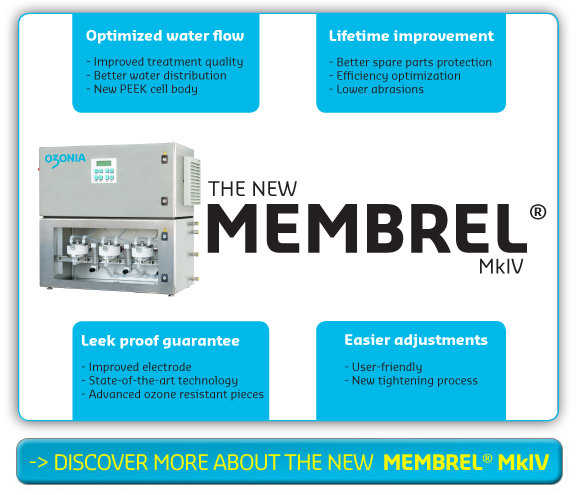 Optimized water flow
- Improved treatment quality
- Better water distribution
- New PEEK cell body
Lifetime improvement
- Better spare parts protection
- Efficiency optimization
- Lower abrasions
OZONIA
THE NEW
MEMBREL®
MkIV
Leek proof guarantee
- Improved electrode
- State-of-the-art technology
- Advanced ozone resistant pieces
Easier adjustments
- User-friendly
- New tightening process
-> DISCOVER MORE ABOUT THE NEW MEMBREL® MkIV